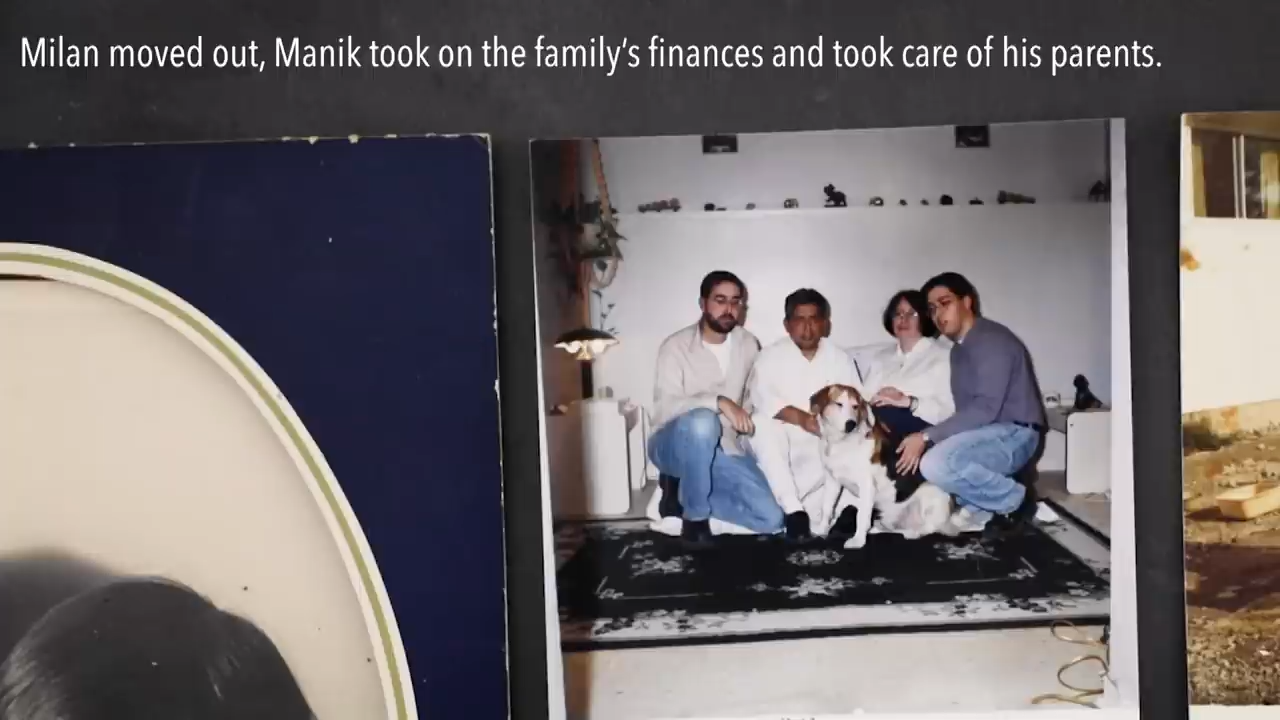 Milan moved out, Manik took on the family‘s finances and took care of his parents.